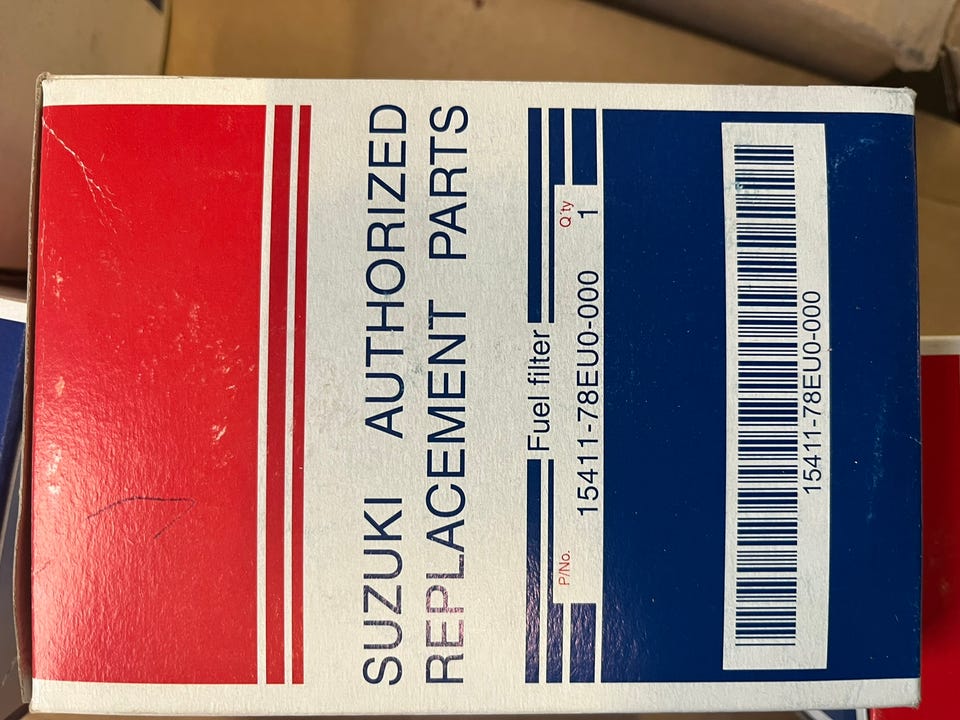 SUZUKI AUTHORIZED
REPLACEMENT PARTS
Fuel filter
P/No. Q'ty
15411-78EU0-000 1
15411-78EU0-000